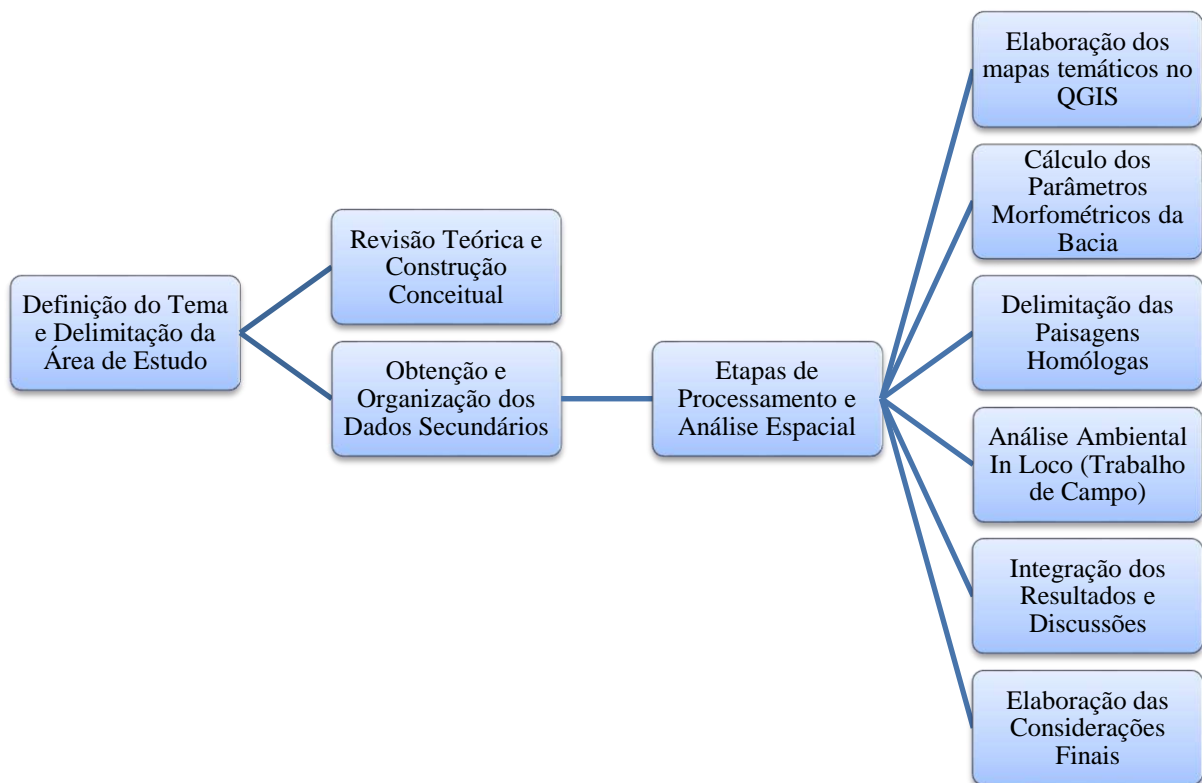 Definição do Tema
e Delimitação da
Área de Estudo
Revisão Teórica e
Construção
Conceitual
Obtenção e
Organização dos
Dados Secundários
Etapas de
Processamento e
Análise Espacial
Elaboração dos
mapas temáticos no
QGIS
Cálculo dos
Parâmetros
Morfométricos da
Bacia
Delimitação das
Paisagens
Homólogas
Análise Ambiental
In Loco (Trabalho
de Campo)
Integração dos
Resultados e
Discussões
Elaboração das
Considerações
Finais